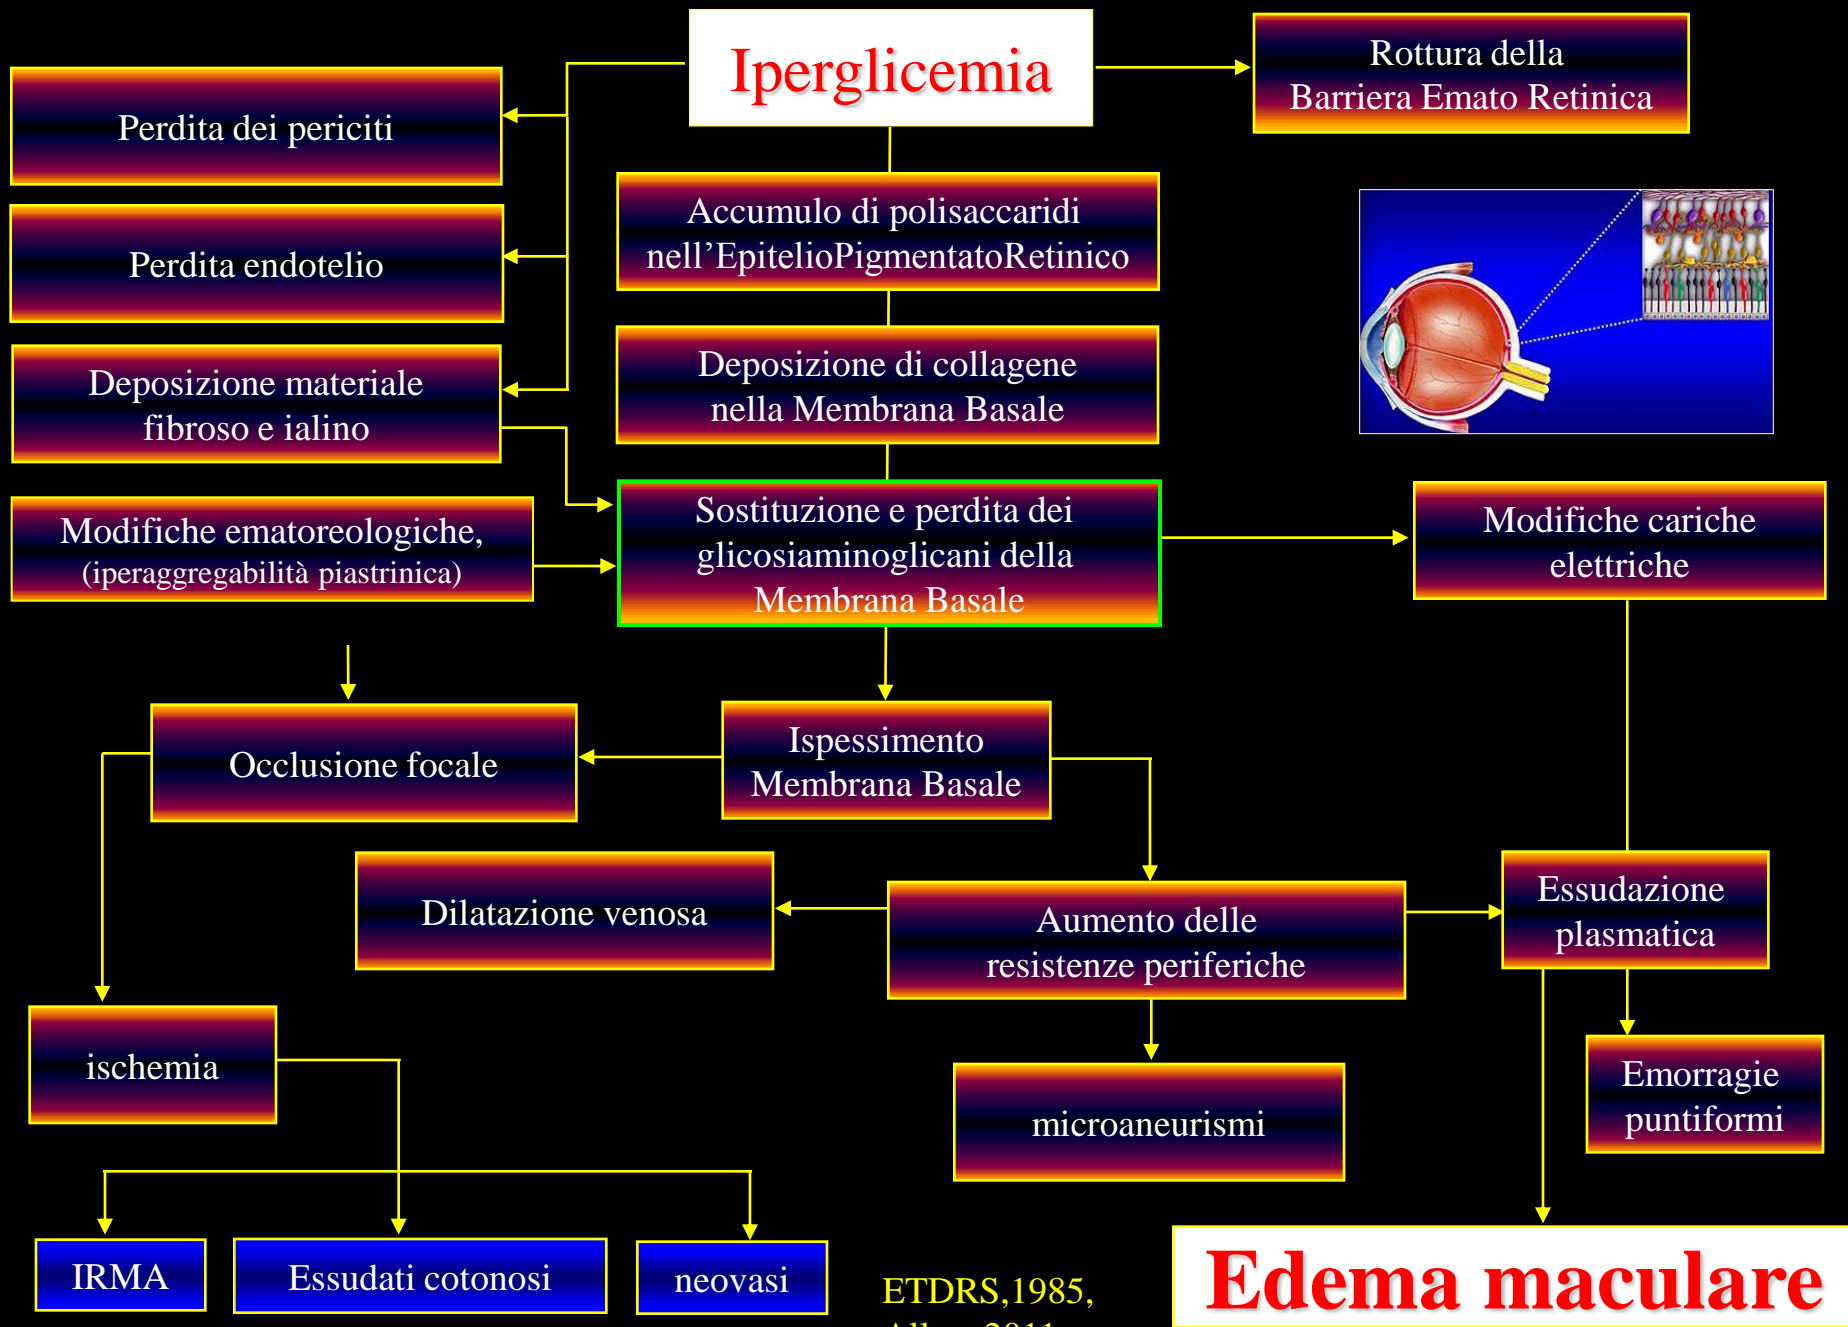 Iperglicemia
Rottura della
Barriera Emato Retinica
Perdita dei periciti
Accumulo di polisaccaridi
nell'EpitelioPigmentatoRetinico
Perdita endotelio
Deposizione di collagene
nella Membrana Basale
Deposizione materiale
fibroso e ialino
Sostituzione e perdita dei
glicosiaminoglicani della
Membrana Basale
Modifiche cariche
elettriche
Modifiche ematoreologiche,
(iperaggregabilità piastrinica)
Occlusione focale
Ispessimento
Membrana Basale
Dilatazione venosa
Aumento delle
resistenze periferiche
Essudazione
plasmatica
ischemia
microaneurismi
Emorragie
puntiformi
IRMA
Essudati cotonosi
neovasi
ETDRS,1985,
Edema maculare